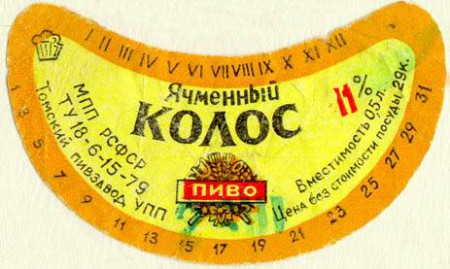 I II III IV V VI VII VIII IX X XI XII
Ячменный
КОЛОС
11%
МПП РСФСР
ТУ 18-6-15-79
Томский пивзавод УПП
ПИВО
Вместимость 0,5 л.
Цена без стоимости посуды 29к.
1 3 5 7 9 11 13 15 17 19 21 23 25 27 29 31